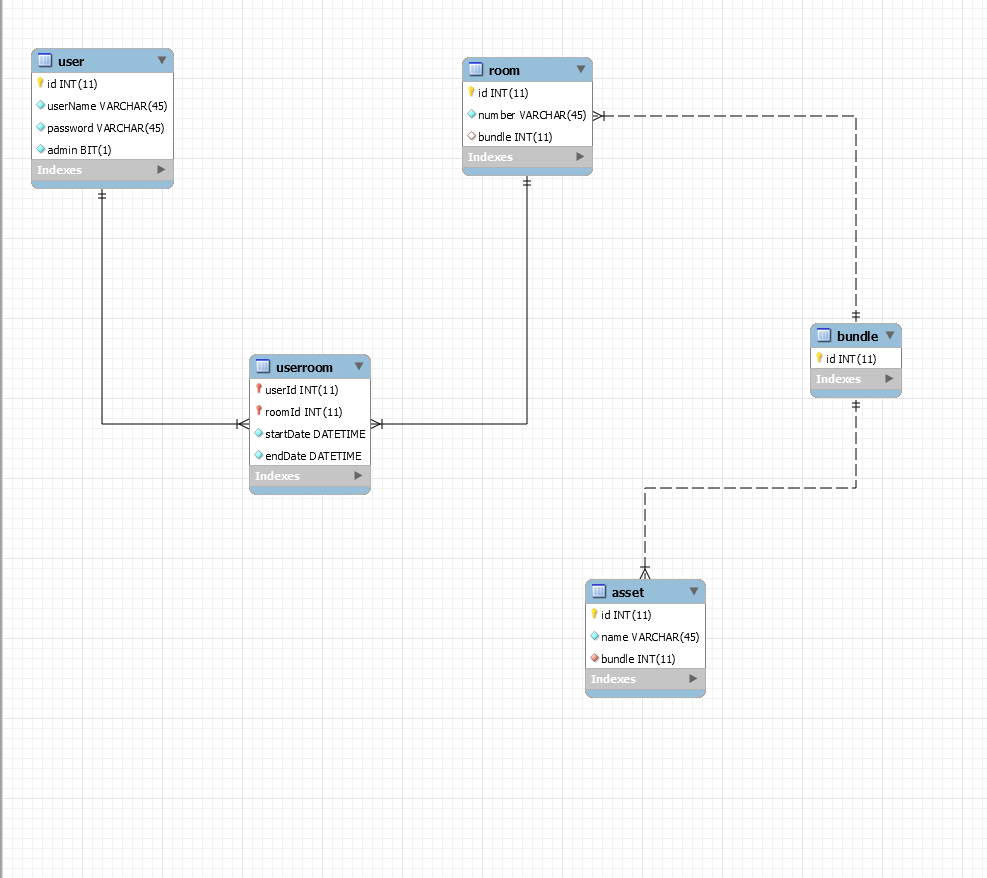 user
id INT(11)
userName VARCHAR(45)
password VARCHAR(45)
admin BIT(1)
Indexes
room
id INT(11)
number VARCHAR(45)
bundle INT(11)
Indexes
bundle
id INT(11)
Indexes
userroom
userId INT(11)
roomId INT(11)
startDate DATETIME
endDate DATETIME
Indexes
asset
id INT(11)
name VARCHAR(45)
bundle INT(11)
Indexes